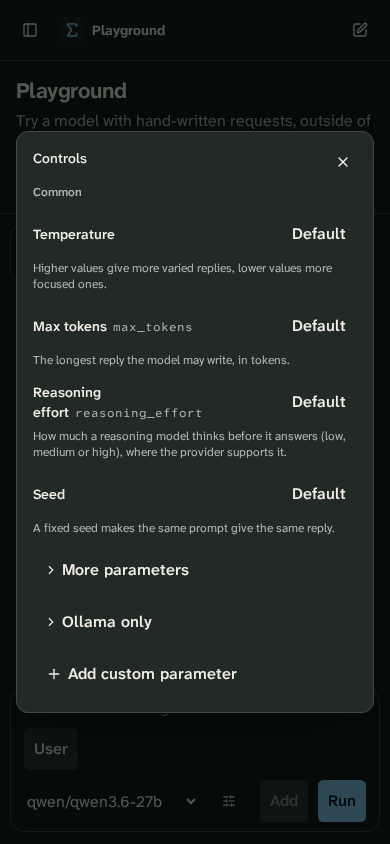 Playground
Playground
Try a model with hand-written requests, outside of
Controls
Common
Temperature Default
Higher values give more varied replies, lower values more
focused ones.
Max tokens max_tokens Default
The longest reply the model may write, in tokens.
Reasoning
effort reasoning_effort Default
How much a reasoning model thinks before it answers (low,
medium or high), where the provider supports it.
Seed Default
A fixed seed makes the same prompt give the same reply.
More parameters
Ollama only
Add custom parameter
User
qwen/qwen3.6-27b Add Run